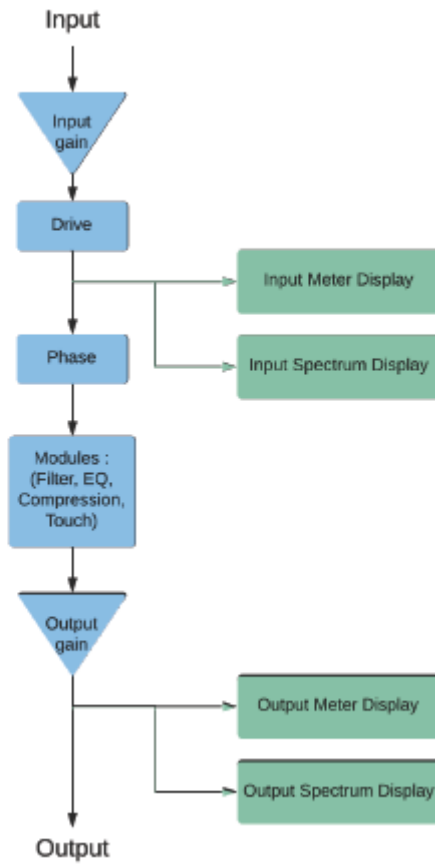 Input
Input
gain
Drive
Input Meter Display
Phase
Input Spectrum Display
Modules :
(Filter, EQ,
Compression,
Touch)
Output
gain
Output Meter Display
Output Spectrum Display
Output